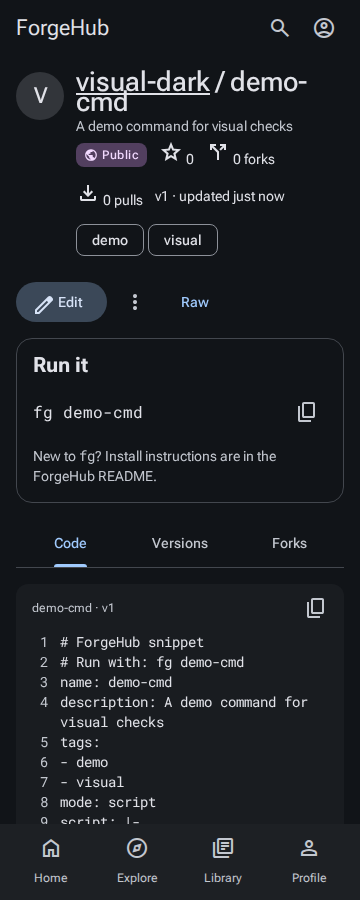 ForgeHub
V
visual-dark / demo-
cmd
A demo command for visual checks
Public
0
0 forks
0 pulls
v1 · updated just now
demo
visual
Edit
Raw
Run it
fg demo-cmd
New to fg? Install instructions are in the
ForgeHub README.
Code
Versions
Forks
demo-cmd · v1
1 # ForgeHub snippet
2 # Run with: fg demo-cmd
3 name: demo-cmd
4 description: A demo command for
visual checks
5 tags:
6 - demo
7 - visual
8 mode: script
9 script: |-
Home
Explore
Library
Profile